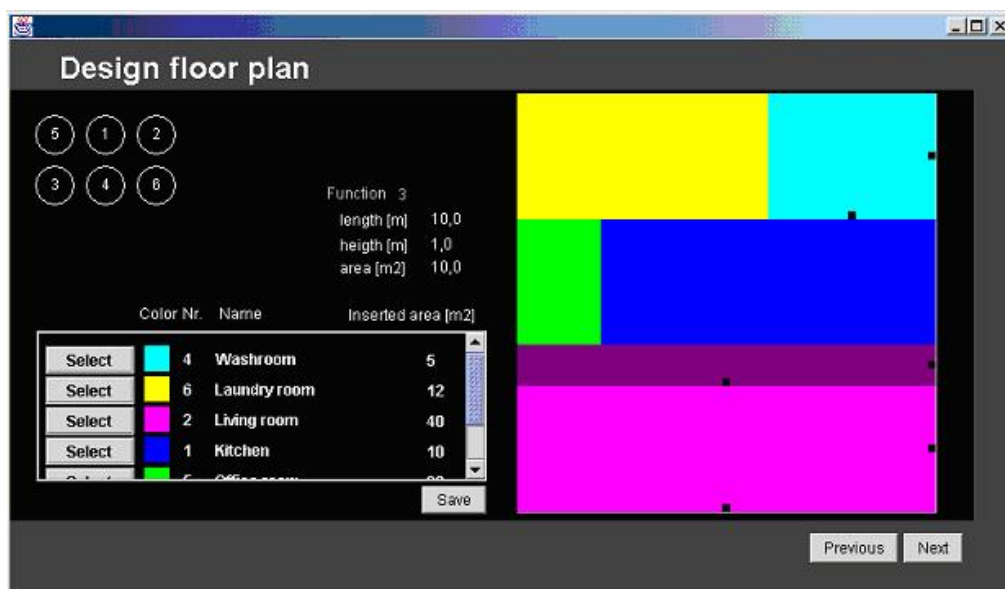 Design floor plan
5 1 2
3 4 6
Function 3
length [m] 10,0
heigth [m] 1,0
area [m2] 10,0
Color Nr. Name Inserted area [m2]
Select 4 Washroom 5
Select 6 Laundry room 12
Select 2 Living room 40
Select 1 Kitchen 10
Save
Previous Next